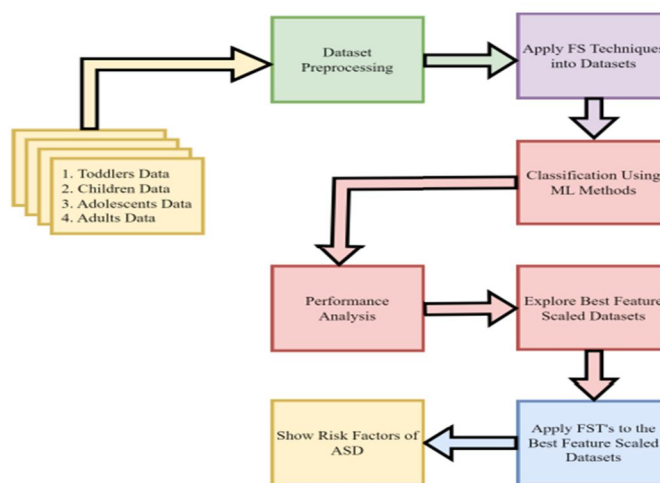 Dataset
Preprocessing
Apply FS Techniques
into Datasets
1. Toddlers Data
2. Children Data
3. Adolescents Data
4. Adults Data
Classification Using
ML Methods
Performance
Analysis
Explore Best Feature
Scaled Datasets
Show Risk Factors of
ASD
Apply FST's to the
Best Feature Scaled
Datasets